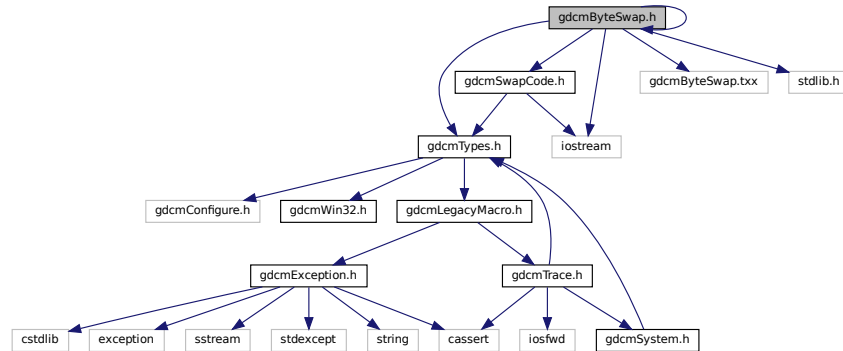 gdcmByteSwap.h
gdcmSwapCode.h
gdcmByteSwap.txx
stdlib.h
gdcmTypes.h
iostream
gdcmConfigure.h
gdcmWin32.h
gdcmLegacyMacro.h
gdcmException.h
gdcmTrace.h
cstdlib
exception
sstream
stdexcept
string
cassert
iosfwd
gdcmSystem.h